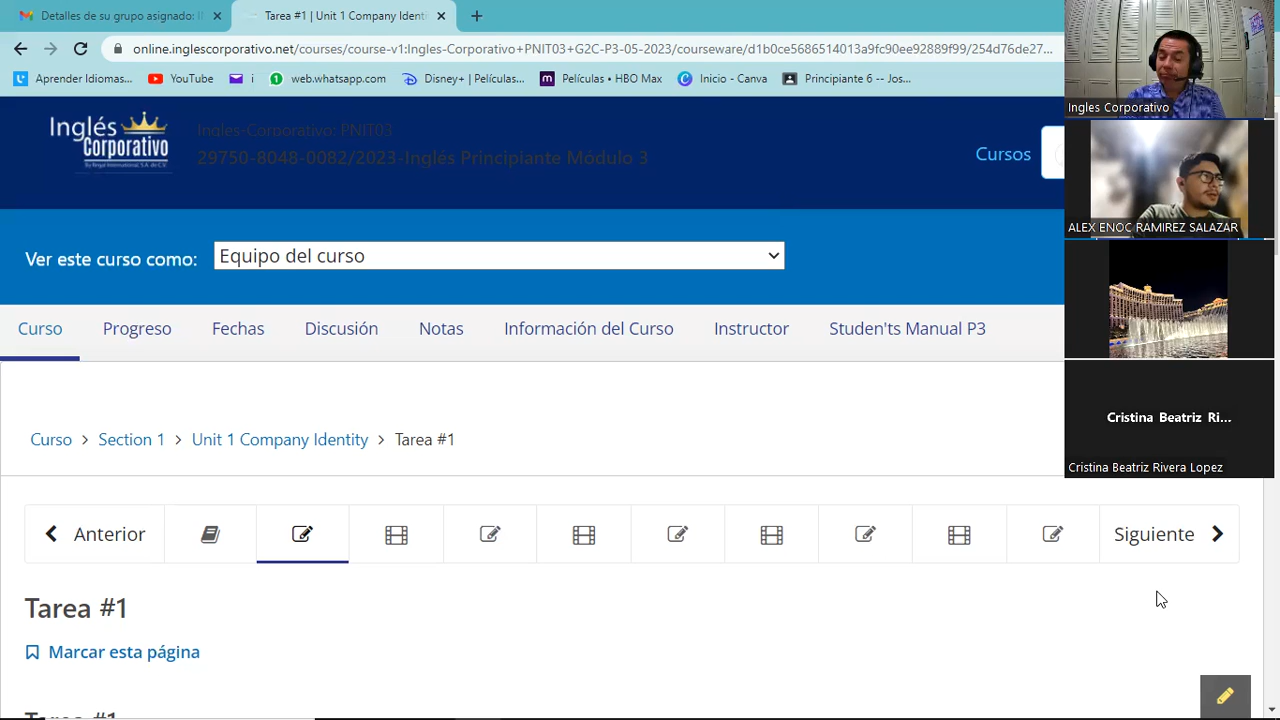 Detalles de su grupo asignado: I
Tarea #1 | Unit 1 Company Identi
online.inglescorporativo.net/courses/course-v1:Ingles-Corporativo+PNIT03+G2C-P3-05-2023/courseware/d1b0ce5b6514013a9fc90ce92889f95/254d76de27...
Aprender Idiomas...
YouTube
i
web.whatsapp.com
Disney+ | Películas...
Películas • HBO Max
Inicio - Canva
Principiante 6 -- Jos...
Inglés
Corporativo
Ingles-Corporativo: PNIT03
29750-8048-0082/2023-Inglés Principiante Módulo 3
Cursos
Ver este curso como:
Equipo del curso
Curso
Progreso
Fechas
Discusión
Notas
Información del Curso
Instructor
Studen'ts Manual P3
Curso > Section 1 > Unit 1 Company Identity > Tarea #1
Anterior
Siguiente
Tarea #1
Marcar esta página
Tarea #1
Ingles Corporativo
ALEX ENOC RAMIREZ SALAZAR
Cristina Beatriz Ri...
Cristina Beatriz Rivera Lopez